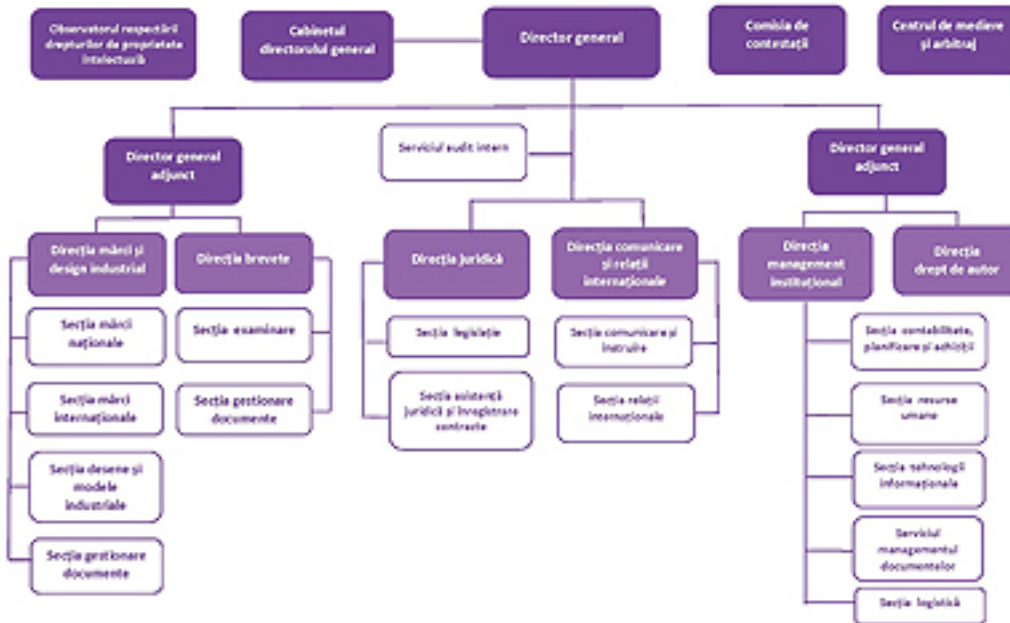 Observatorul respectării
drepturilor de proprietate
intelectuală
Cabinetul
directorului general
Director general
Comisia de
contestații
Centrul de mediere
și arbitraj
Director general
adjunct
Serviciul audit intern
Director general
adjunct
Direcția mărci și
design industrial
Direcția brevete
Direcția juridică
Direcția comunicare
și relații
internaționale
Direcția
management
instituțional
Direcția
drept de autor
Secția mărci
naționale
Secția examinare
Secția legislație
Secția comunicare și
instruire
Secția contabilitate,
planificare și achiziții
Secția mărci
internaționale
Secția gestionare
documente
Secția asistență
juridică și înregistrare
contracte
Secția relații
internaționale
Secția resurse
umane
Secția desene și
modele
industriale
Secția tehnologii
informaționale
Secția gestionare
documente
Serviciul
managementul
documentelor
Secția logistică